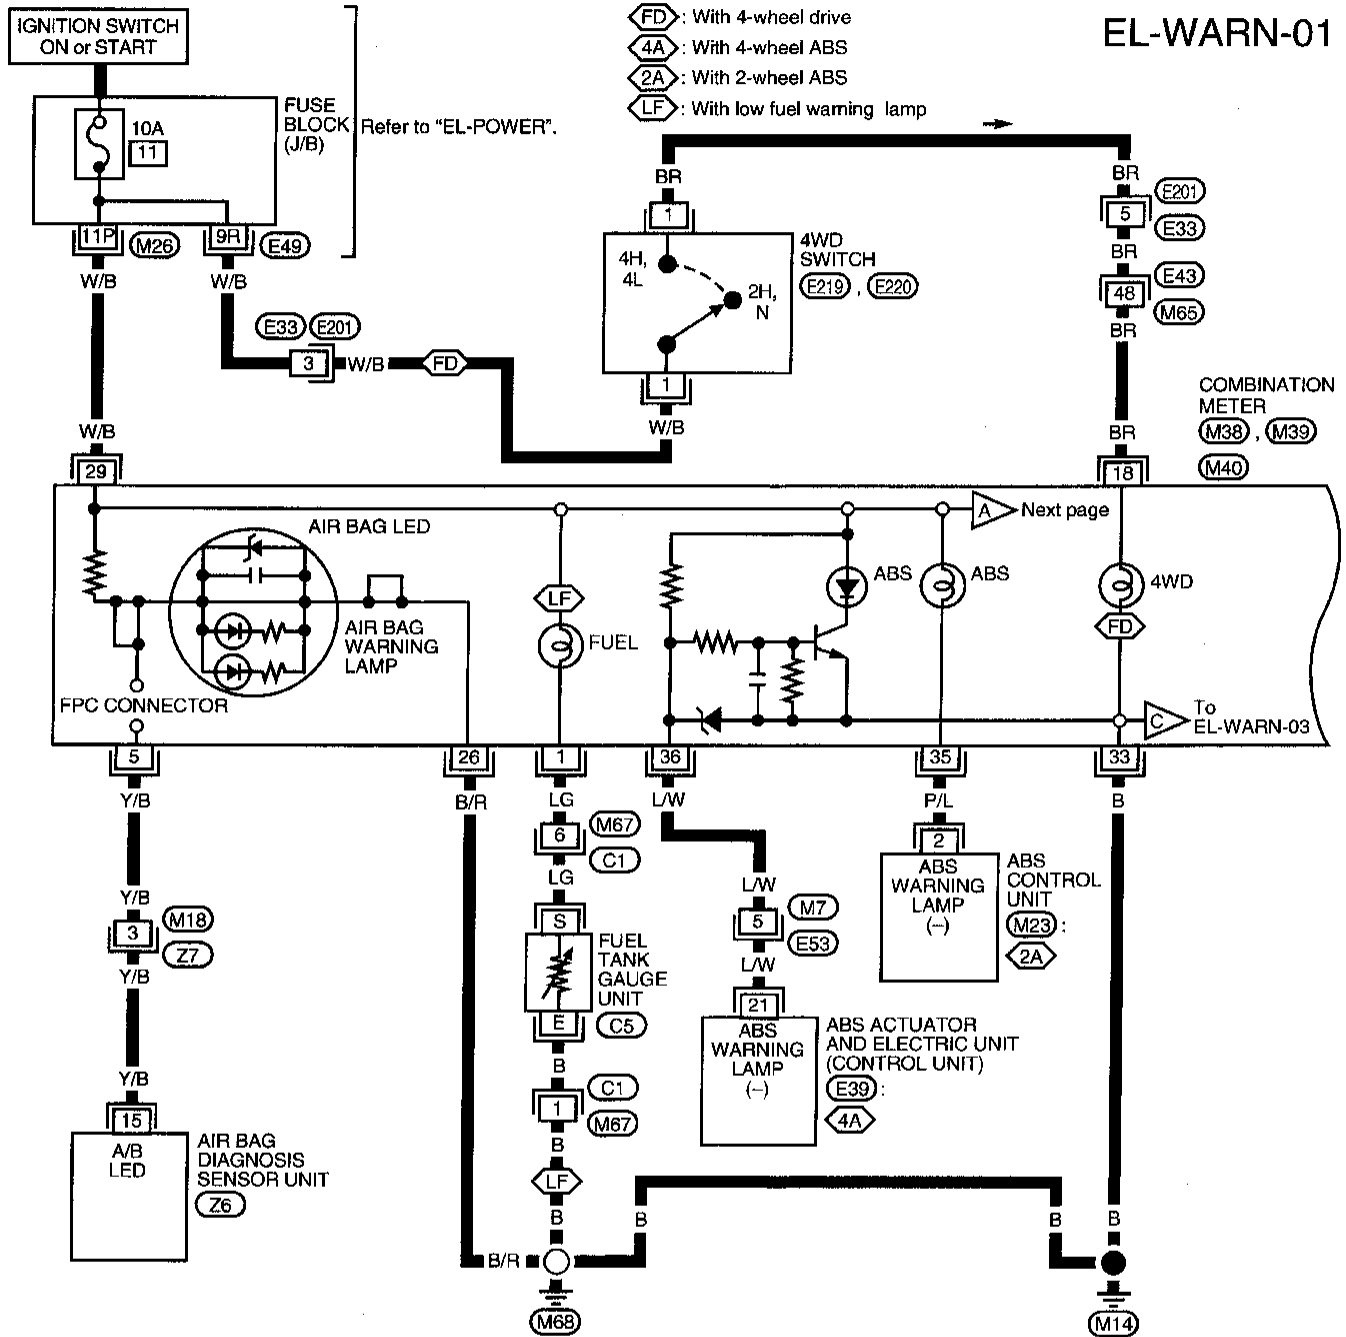 IGNITION SWITCH
ON or START
FD : With 4-wheel drive
4A : With 4-wheel ABS
2A : With 2-wheel ABS
LF : With low fuel warning lamp
EL-WARN-01
10A
11
FUSE
BLOCK
(J/B)
Refer to "EL-POWER".
11P
M26
9R
E49
W/B
W/B
BR
BR
1
5
E201
E33
BR
4H,
4L
2H,
N
4WD
SWITCH
E219 , E220
48
E43
M65
BR
E33
E201
3
W/B
FD
1
W/B
W/B
BR
COMBINATION
METER
M38 , M39
M40
29
18
A
Next page
AIR BAG LED
AIR BAG
WARNING
LAMP
LF
FUEL
ABS
ABS
4WD
FD
FPC CONNECTOR
C
To
EL-WARN-03
5
26
1
36
35
33
Y/B
B/R
LG
L/W
P/L
B
6
M67
C1
LG
2
ABS
WARNING
LAMP
(–)
ABS
CONTROL
UNIT
M23 :
2A
Y/B
3
M18
Z7
Y/B
S
FUEL
TANK
GAUGE
UNIT
E
C5
L/W
5
M7
E53
L/W
21
ABS
WARNING
LAMP
(–)
ABS ACTUATOR
AND ELECTRIC UNIT
(CONTROL UNIT)
E39 :
4A
B
1
C1
M67
B
LF
B
Y/B
15
A/B
LED
AIR BAG
DIAGNOSIS
SENSOR UNIT
Z6
B
B
B
B/R
M68
M14